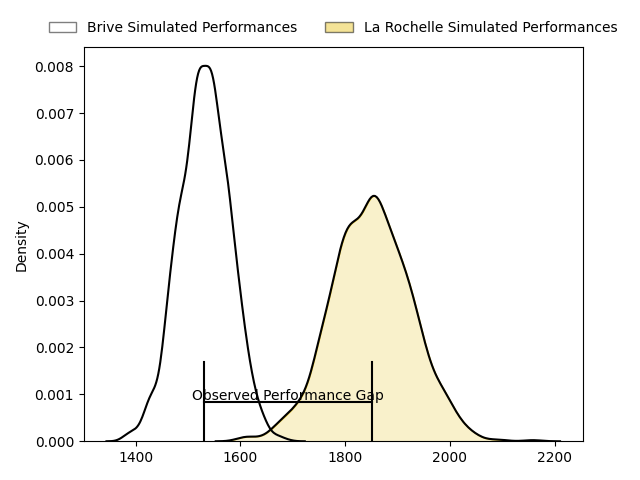 Brive Simulated Performances La Rochelle Simulated Performances
0.008
0.007
0.006
0.005
0.004
0.003
0.002
0.001
0.000
Density
Observed Performance Gap
1400 1600 1800 2000 2200